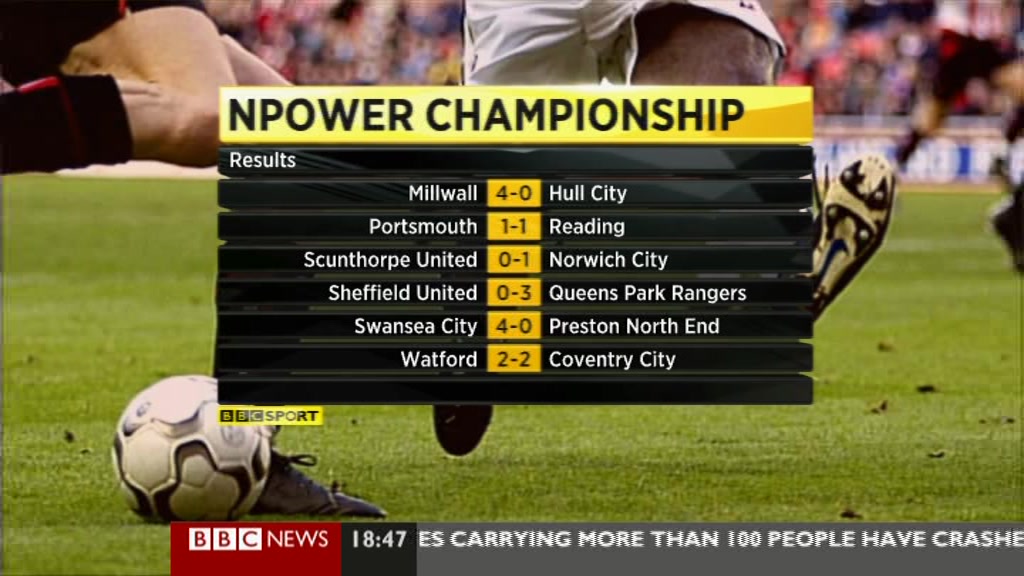 NPOWER CHAMPIONSHIP
Results
Millwall 4-0 Hull City
Portsmouth 1-1 Reading
Scunthorpe United 0-1 Norwich City
Sheffield United 0-3 Queens Park Rangers
Swansea City 4-0 Preston North End
Watford 2-2 Coventry City
BBC SPORT
BBC NEWS 18:47 ES CARRYING MORE THAN 100 PEOPLE HAVE CRASHE